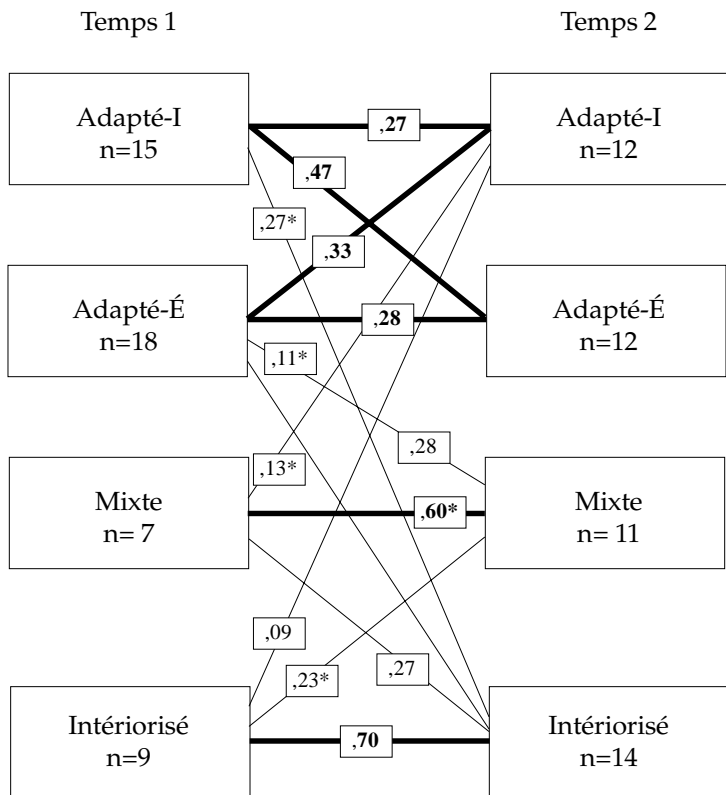 Temps 1
Temps 2
Adapté-I
n=15
,27
Adapté-I
n=12
,47
,27*
,33
Adapté-É
n=18
,28
Adapté-É
n=12
,11*
,28
,13*
Mixte
n= 7
,60*
Mixte
n= 11
,09
,23*
,27
Intériorisé
n=9
,70
Intériorisé
n=14